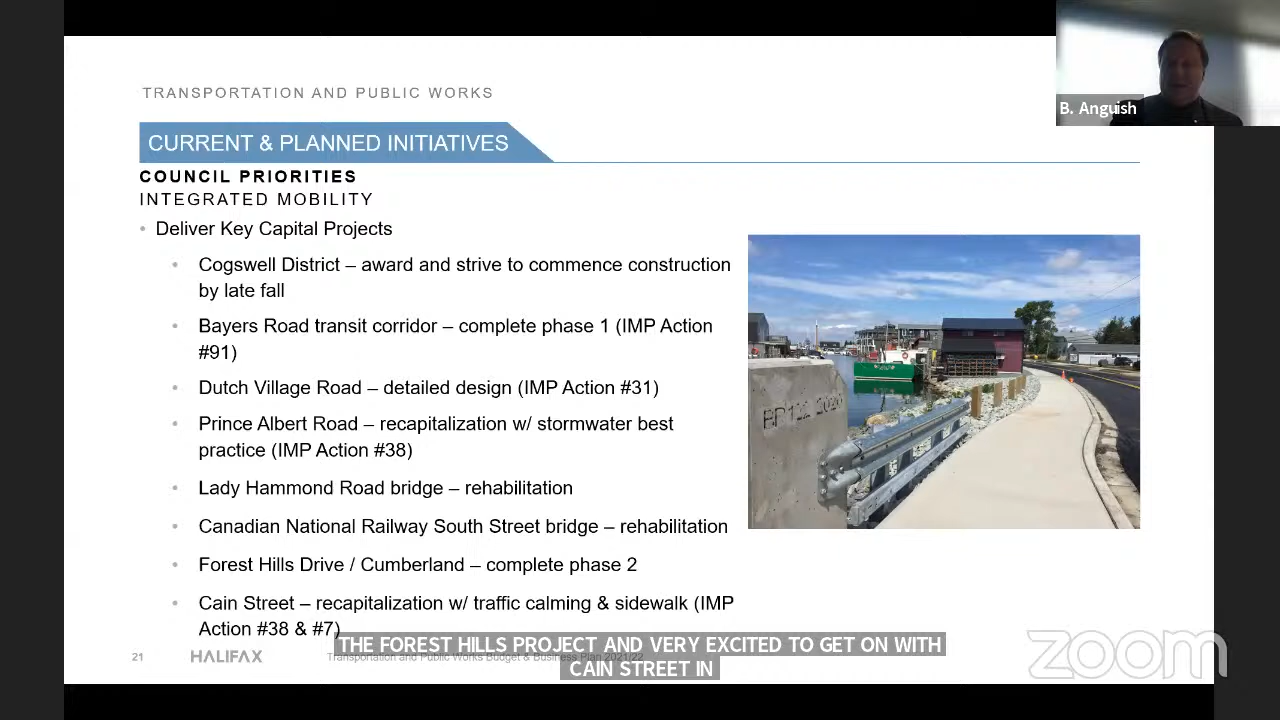 TRANSPORTATION AND PUBLIC WORKS
B. Anguish
CURRENT & PLANNED INITIATIVES
COUNCIL PRIORITIES
INTEGRATED MOBILITY
• Deliver Key Capital Projects
• Cogswell District – award and strive to commence construction
by late fall
• Bayers Road transit corridor – complete phase 1 (IMP Action
#91)
• Dutch Village Road – detailed design (IMP Action #31)
• Prince Albert Road – recapitalization w/ stormwater best
practice (IMP Action #38)
• Lady Hammond Road bridge – rehabilitation
• Canadian National Railway South Street bridge – rehabilitation
• Forest Hills Drive / Cumberland – complete phase 2
• Cain Street – recapitalization w/ traffic calming & sidewalk (IMP
Action #38 & #7)
THE FOREST HILLS PROJECT AND VERY EXCITED TO GET ON WITH
CAIN STREET IN
21 HALIFAX Transportation and Public Works Budget & Business Plan 2021/22
zoom